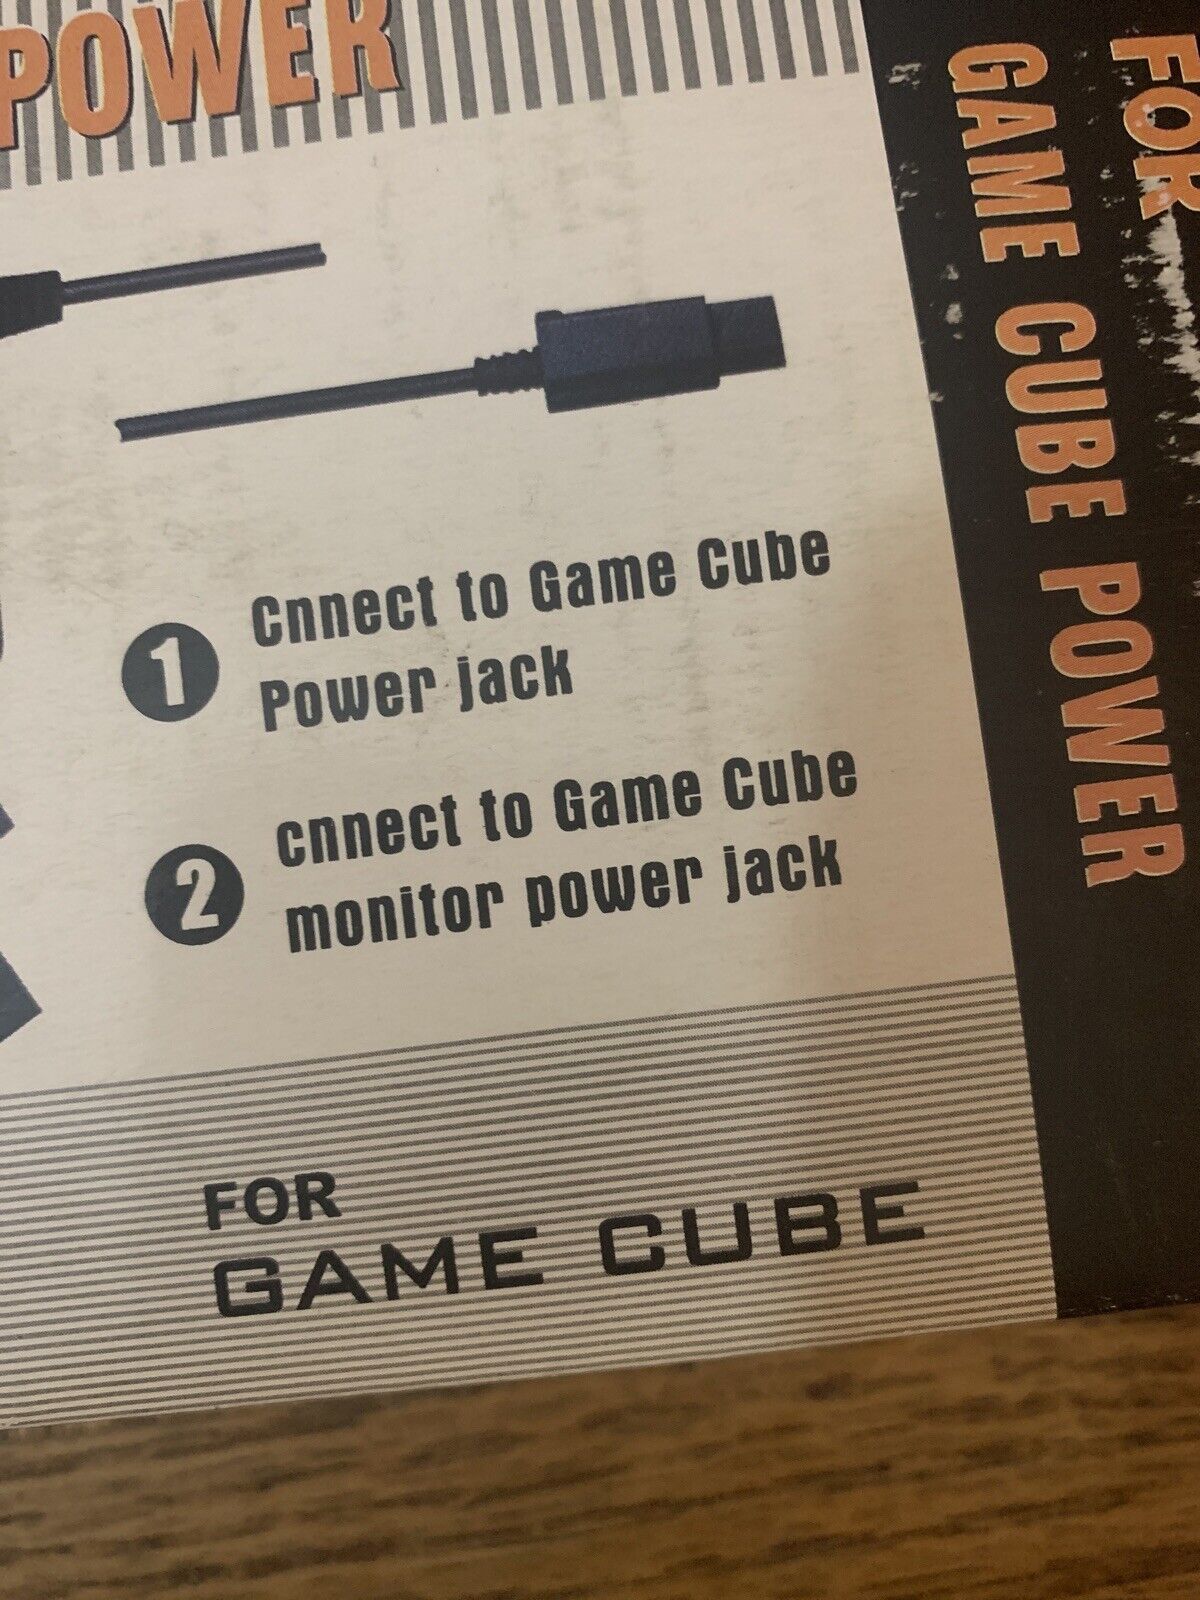 POWER
1 Cnnect to Game Cube
Power jack
2 cnnect to Game Cube
monitor power jack
FOR
GAME CUBE
FOR
GAME CUBE POWER